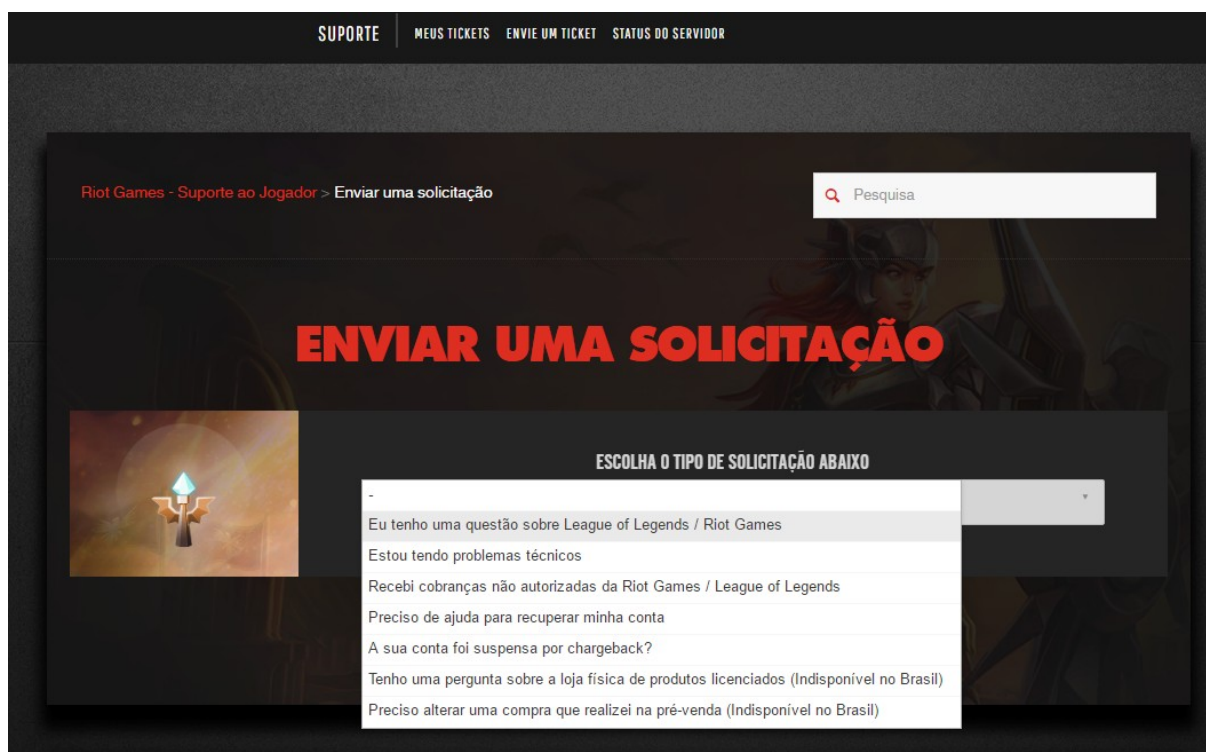 SUPORTE MEUS TICKETS ENVIE UM TICKET STATUS DO SERVIDOR
Riot Games - Suporte ao Jogador > Enviar uma solicitação
Pesquisa
ENVIAR UMA SOLICITAÇÃO
ESCOLHA O TIPO DE SOLICITAÇÃO ABAIXO
-
Eu tenho uma questão sobre League of Legends / Riot Games
Estou tendo problemas técnicos
Recebi cobranças não autorizadas da Riot Games / League of Legends
Preciso de ajuda para recuperar minha conta
A sua conta foi suspensa por chargeback?
Tenho uma pergunta sobre a loja física de produtos licenciados (Indisponível no Brasil)
Preciso alterar uma compra que realizei na pré-venda (Indisponível no Brasil)